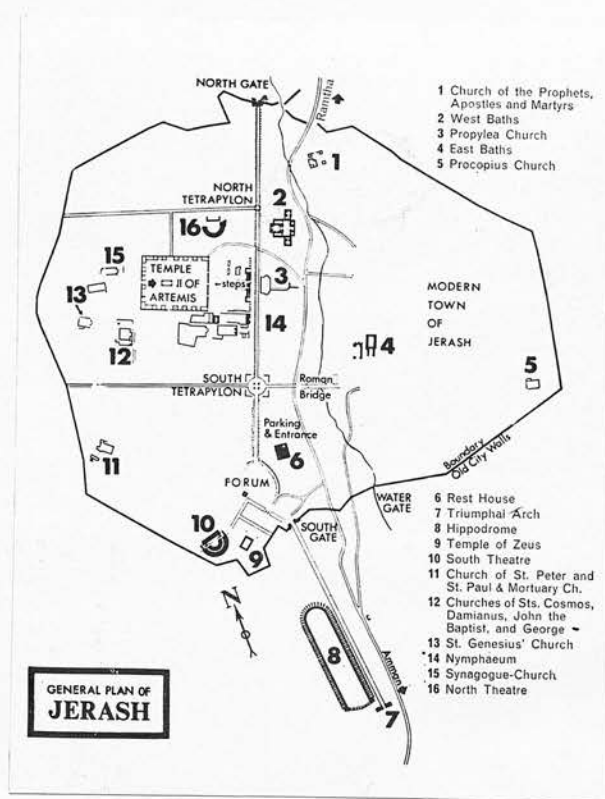 NORTH GATE
Ramtha
1 Church of the Prophets,
Apostles and Martyrs
2 West Baths
3 Propylea Church
4 East Baths
5 Procopius Church
1
NORTH
TETRAPYLON
2
16
15
TEMPLE
OF
ARTEMIS
←steps
3
13
14
12
MODERN
TOWN
OF
JERASH
4
5
SOUTH
TETRAPYLON
Roman
Bridge
Parking
& Entrance
6
11
FORUM
Boundary
Old City Walls
WATER
GATE
SOUTH
GATE
10
9
6 Rest House
7 Triumphal Arch
8 Hippodrome
9 Temple of Zeus
10 South Theatre
11 Church of St. Peter and
St. Paul & Mortuary Ch.
12 Churches of Sts. Cosmos,
Damianus, John the
Baptist, and George
13 St. Genesius' Church
14 Nymphaeum
15 Synagogue-Church
16 North Theatre
N
8
Amman
7
GENERAL PLAN OF
JERASH